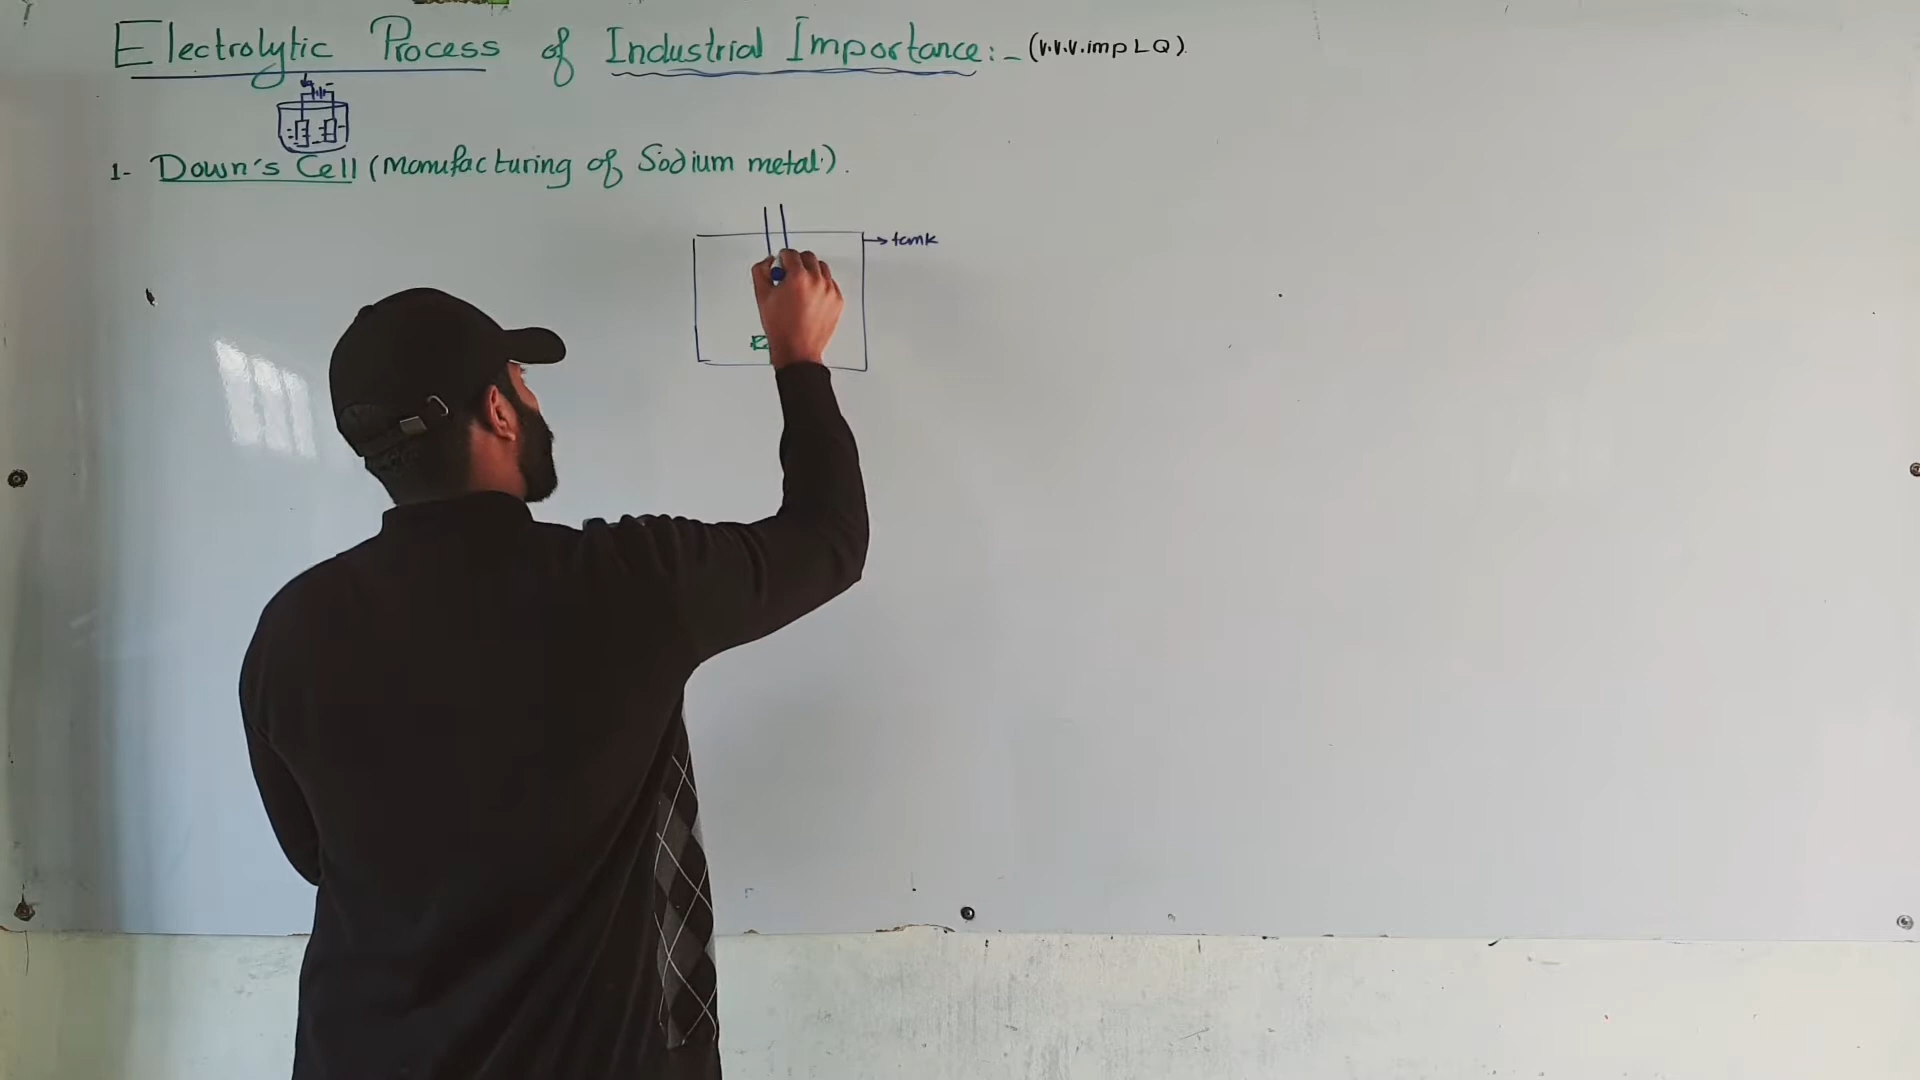 Electrolytic Process of Industrial Importance:- (v.v.v.imp LQ).
1- Down's Cell (Manufacturing of Sodium metal).
→ tank